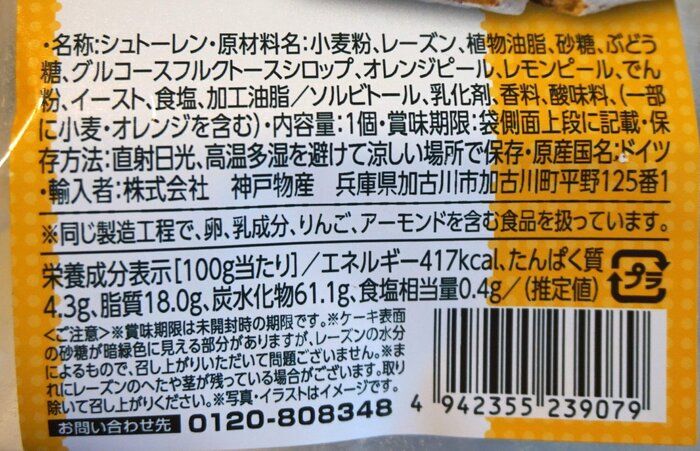 ・名称:シュトーレン・原材料名:小麦粉、レーズン、植物油脂、砂糖、ぶどう
糖、グルコースフルクトースシロップ、オレンジピール、レモンピール、でん
粉、イースト、食塩、加工油脂／ソルビトール、乳化剤、香料、酸味料、(一部
に小麦・オレンジを含む)・内容量:1個・賞味期限:袋側面上段に記載・保
存方法:直射日光、高温多湿を避けて涼しい場所で保存・原産国名:ドイツ
・輸入者:株式会社 神戸物産 兵庫県加古川市加古川町平野125番1
※同じ製造工程で、卵、乳成分、りんご、アーモンドを含む食品を扱っています。
栄養成分表示[100g当たり]／エネルギー417kcal、たんぱく質
4.3g、脂質18.0g、炭水化物61.1g、食塩相当量0.4g／(推定値)
プラ
<ご注意>※賞味期限は未開封時の期限です。※ケーキ表面
の砂糖が暗緑色に見える部分がありますが、レーズンの水分
によるもので、召し上がりいただいて問題ございません。※ま
れにレーズンのへたや茎が残っている場合がございます。取り
除いて召し上がりください。※写真・イラストはイメージです。
お問い合わせ先 0120-808348
4 942355 239079